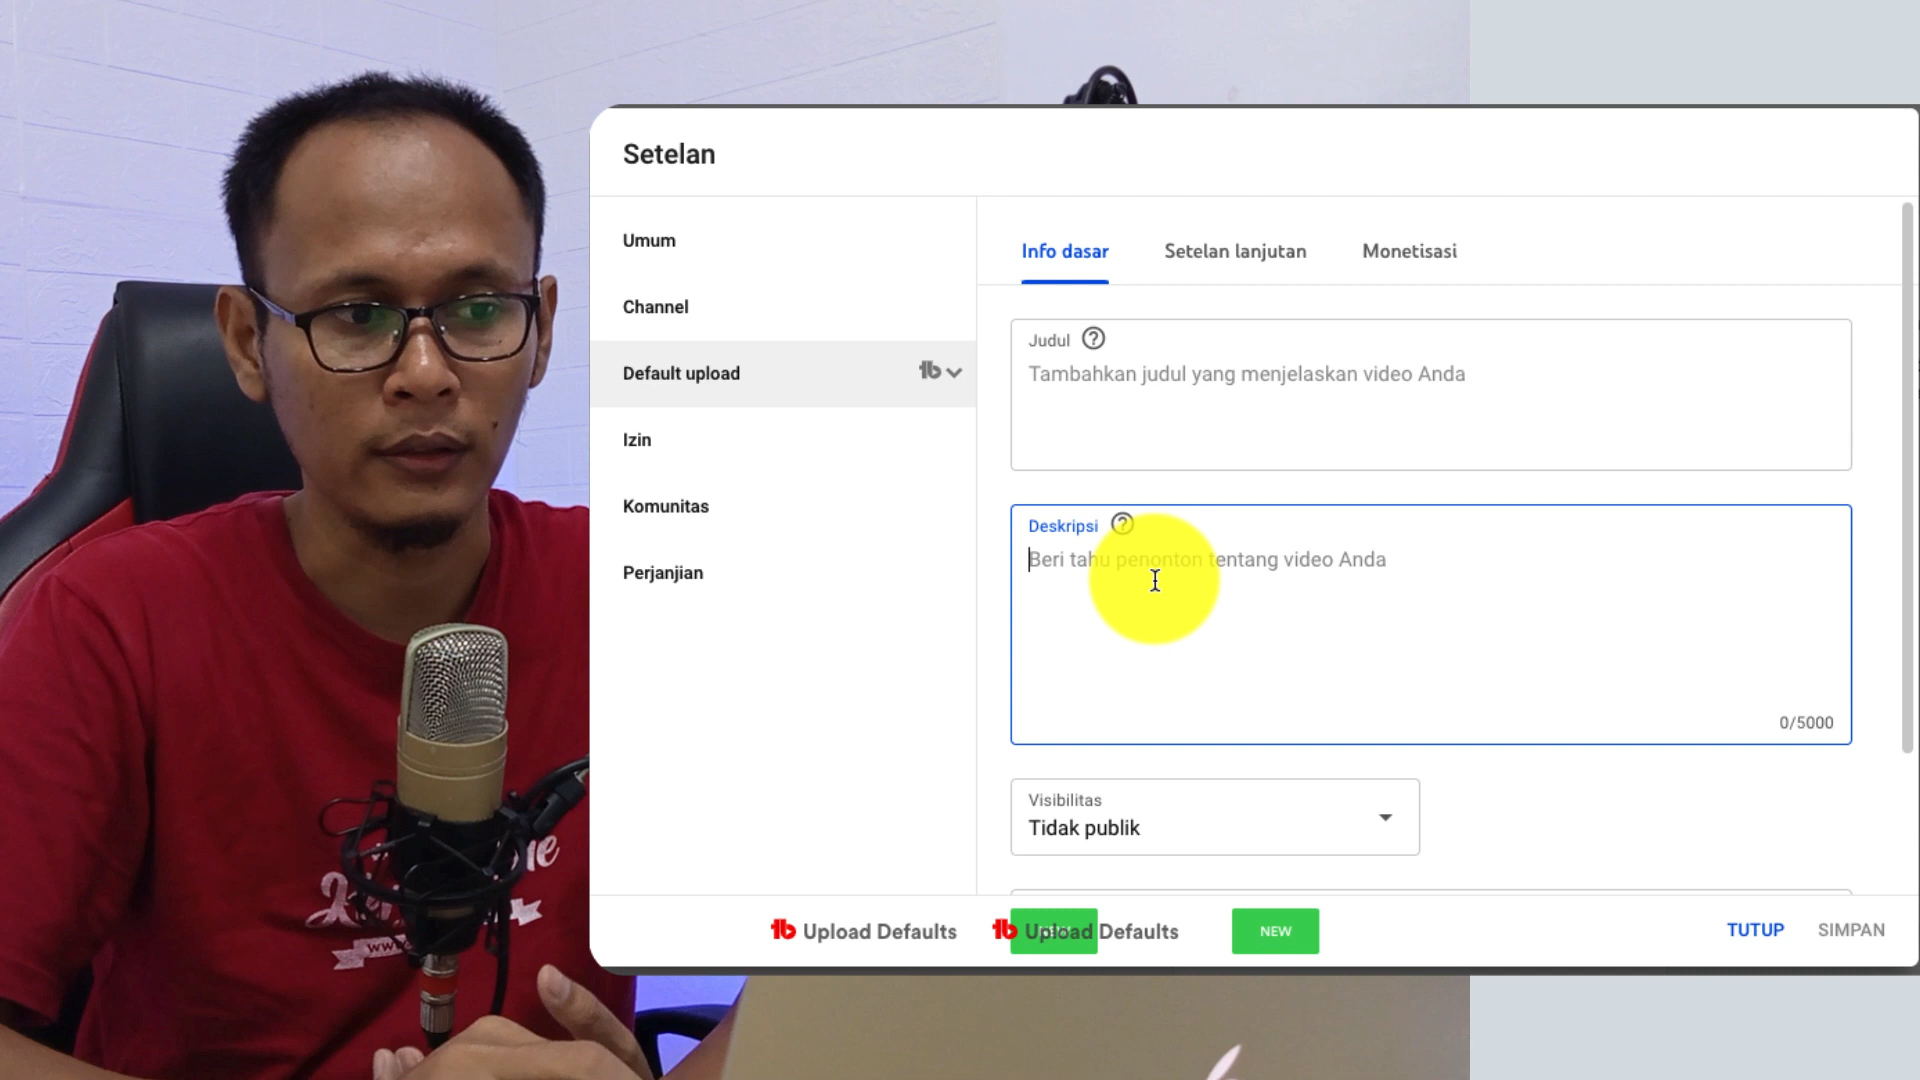 Setelan
Umum
Channel
Default upload
Izin
Komunitas
Perjanjian
Info dasar
Setelan lanjutan
Monetisasi
Judul
Tambahkan judul yang menjelaskan video Anda
Deskripsi
Beri tahu penonton tentang video Anda
0/5000
Visibilitas
Tidak publik
Upload Defaults
Upload Defaults
NEW
TUTUP
SIMPAN